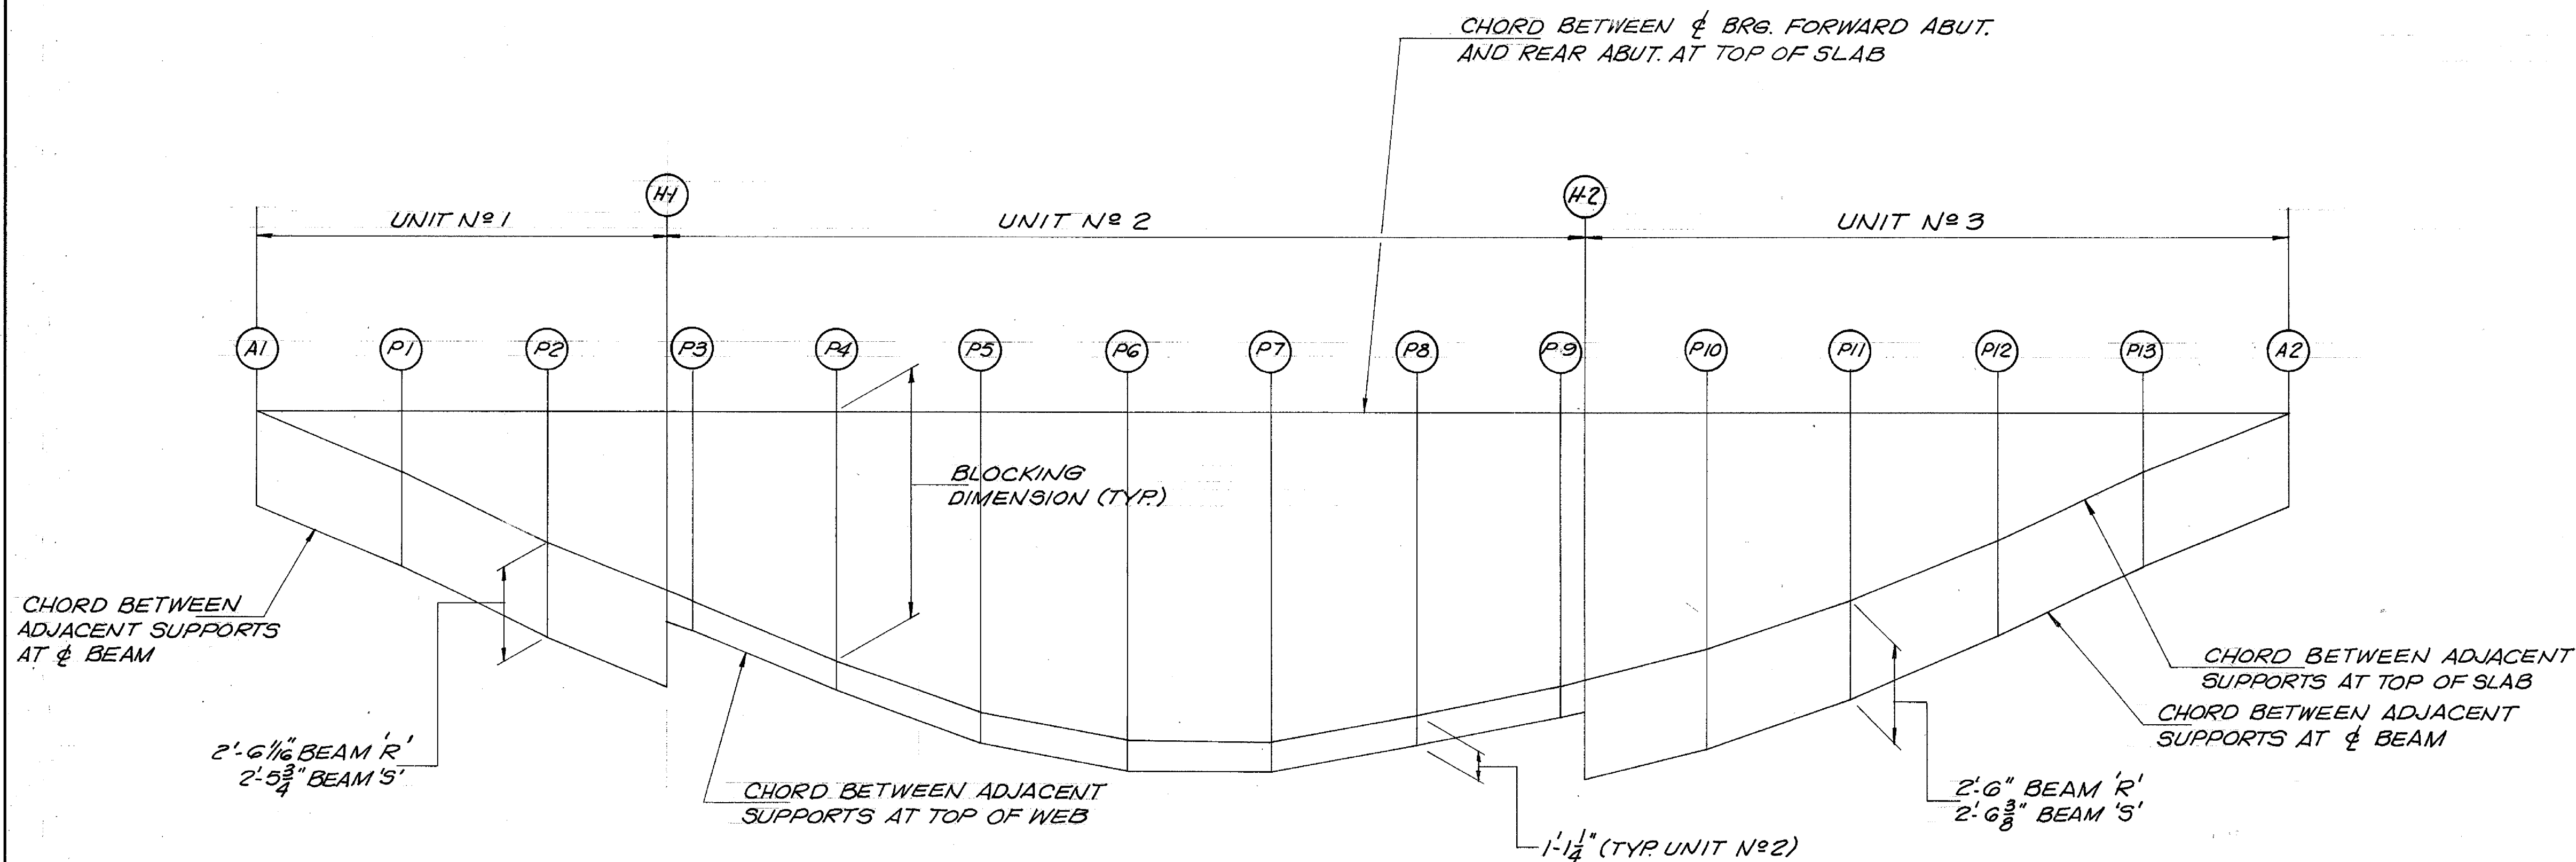 CHORD BETWEEN ℄ BRG. FORWARD ABUT.
AND REAR ABUT. AT TOP OF SLAB
H-1
H-2
UNIT Nº 1
UNIT Nº 2
UNIT Nº 3
A1
P1
P2
P3
P4
P5
P6
P7
P8
P9
P10
P11
P12
P13
A2
BLOCKING
DIMENSION (TYP.)
CHORD BETWEEN
ADJACENT SUPPORTS
AT ℄ BEAM
CHORD BETWEEN ADJACENT
SUPPORTS AT TOP OF SLAB
CHORD BETWEEN ADJACENT
SUPPORTS AT ℄ BEAM
2'-6 1/16" BEAM 'R'
2'-5 3/4" BEAM 'S'
CHORD BETWEEN ADJACENT
SUPPORTS AT TOP OF WEB
2'-6" BEAM 'R'
2'-6 3/8" BEAM 'S'
1'-1 1/4" (TYP. UNIT Nº 2)